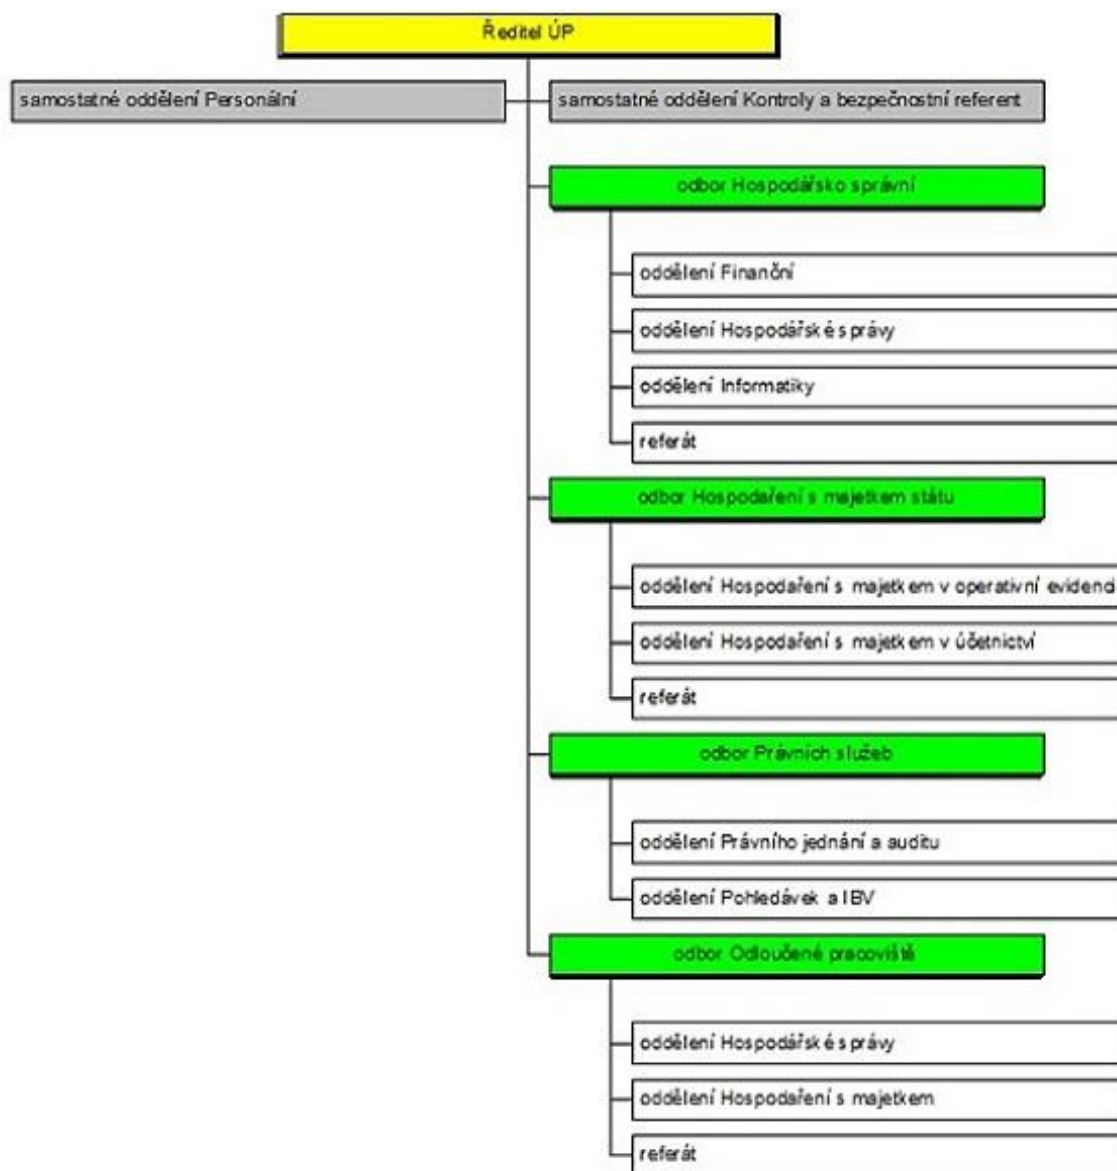 Ředitel ÚP
samostatné oddělení Personální
samostatné oddělení Kontroly a bezpečnostní referent
odbor Hospodářsko správní
oddělení Finanční
oddělení Hospodářské správy
oddělení Informatiky
referát
odbor Hospodaření s majetkem státu
oddělení Hospodaření s majetkem v operativní evidenci
oddělení Hospodaření s majetkem v účetnictví
referát
odbor Právních služeb
oddělení Právního jednání a auditu
oddělení Pohledávek a IBV
odbor Odloučené pracoviště
oddělení Hospodářské správy
oddělení Hospodaření s majetkem
referát